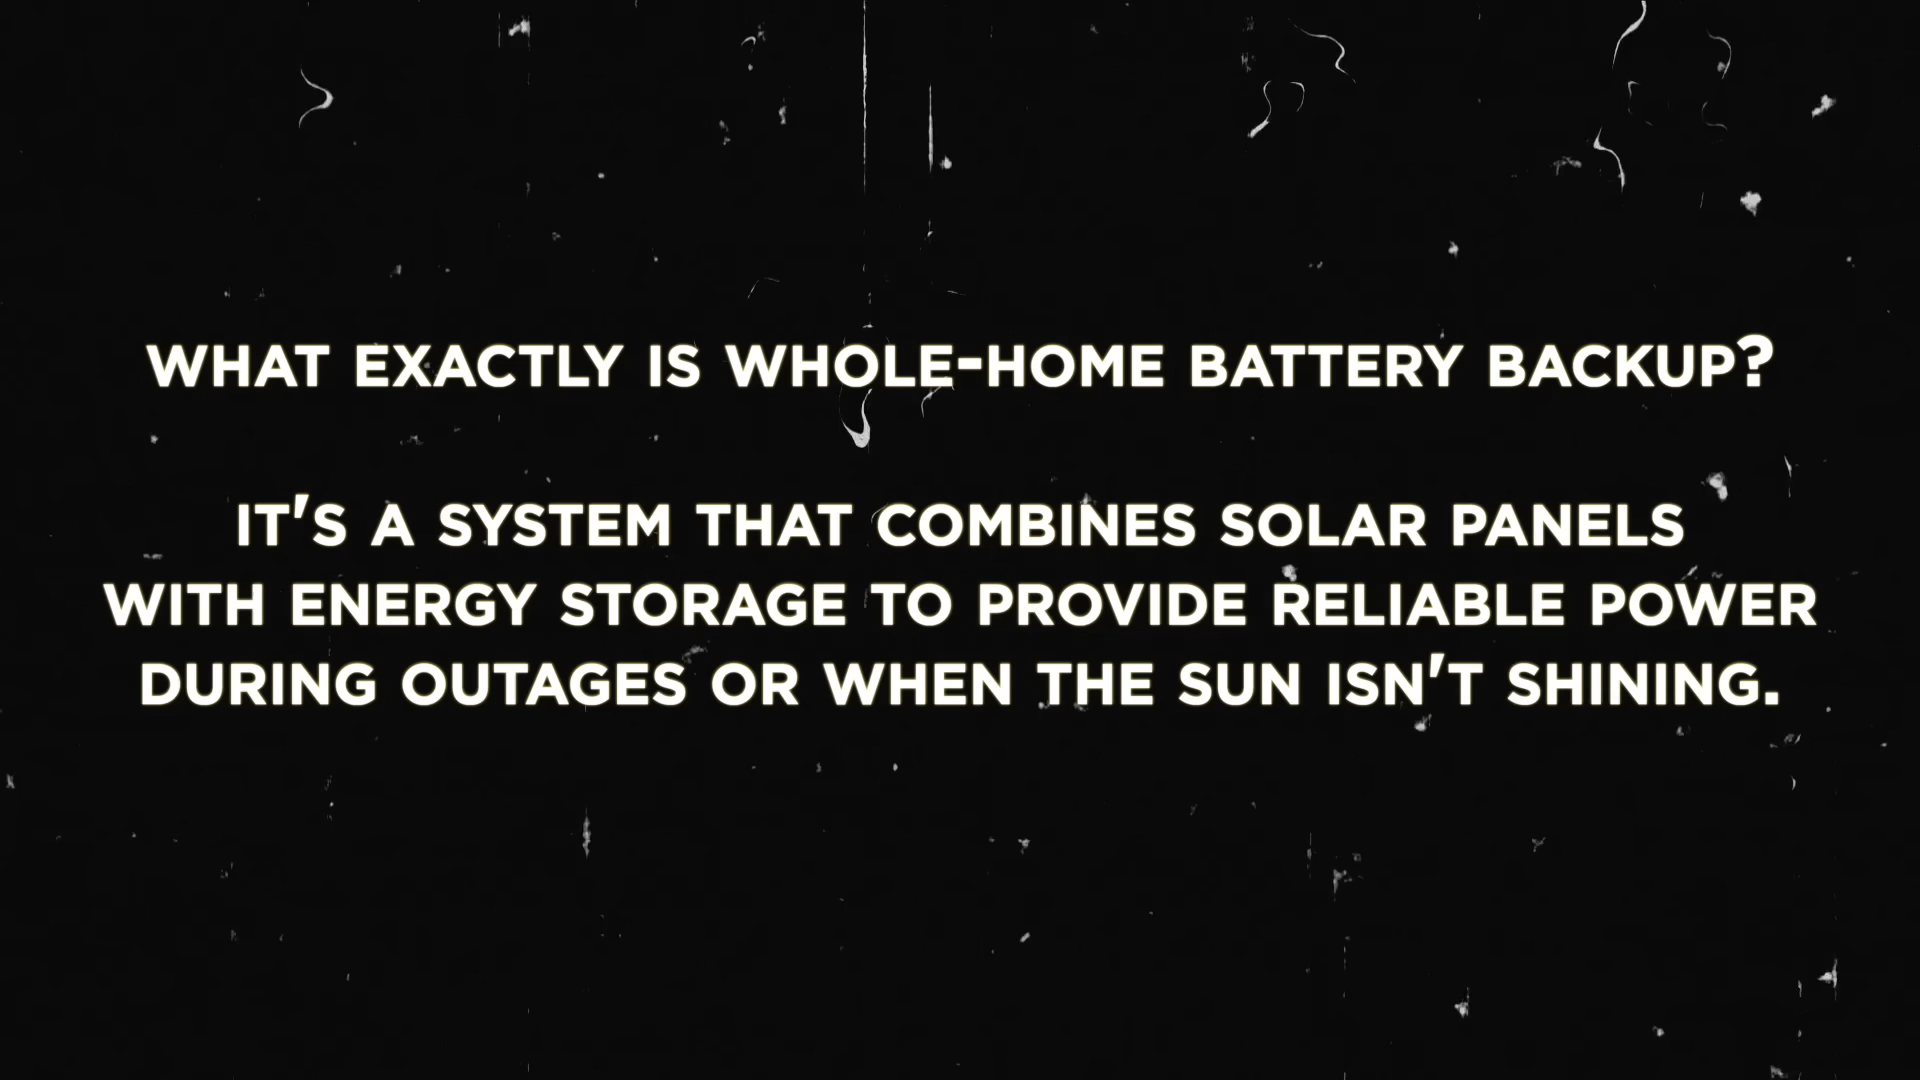 WHAT EXACTLY IS WHOLE-HOME BATTERY BACKUP?
IT'S A SYSTEM THAT COMBINES SOLAR PANELS
WITH ENERGY STORAGE TO PROVIDE RELIABLE POWER
DURING OUTAGES OR WHEN THE SUN ISN'T SHINING.